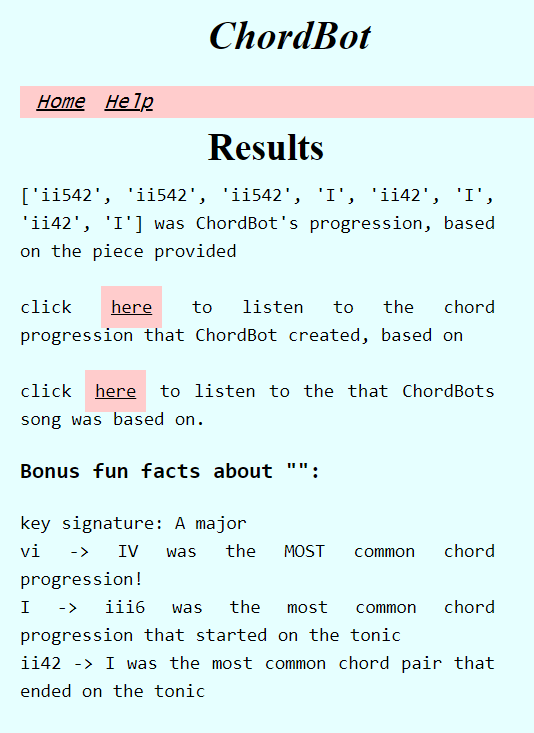 ChordBot
Home Help
Results
['ii542', 'ii542', 'ii542', 'I', 'ii42', 'I',
'ii42', 'I'] was ChordBot's progression, based
on the piece provided
click here to listen to the chord
progression that ChordBot created, based on
click here to listen to the that ChordBots
song was based on.
Bonus fun facts about "":
key signature: A major
vi -> IV was the MOST common chord
progression!
I -> iii6 was the most common chord
progression that started on the tonic
ii42 -> I was the most common chord pair that
ended on the tonic